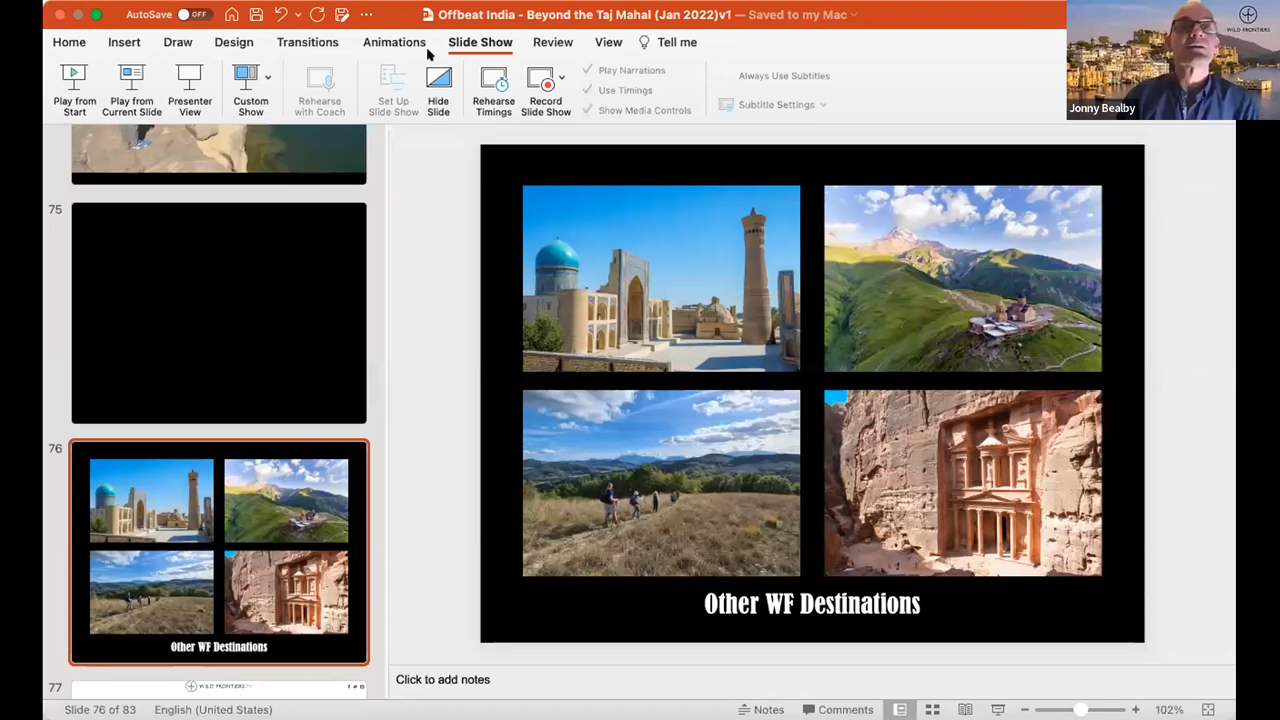 AutoSave OFF
Offbeat India - Beyond the Taj Mahal (Jan 2022)v1 — Saved to my Mac
Home Insert Draw Design Transitions Animations Slide Show Review View Tell me
Play from Start
Play from Current Slide
Presenter View
Custom Show
Rehearse with Coach
Set Up Slide Show
Hide Slide
Rehearse Timings
Record Slide Show
Play Narrations
Use Timings
Show Media Controls
Always Use Subtitles
Subtitle Settings
WILD FRONTIERS
Jonny Bealby
75
76
Other WF Destinations
77
WILD FRONTIERS
Other WF Destinations
Click to add notes
Slide 76 of 83 English (United States) Notes Comments 102%